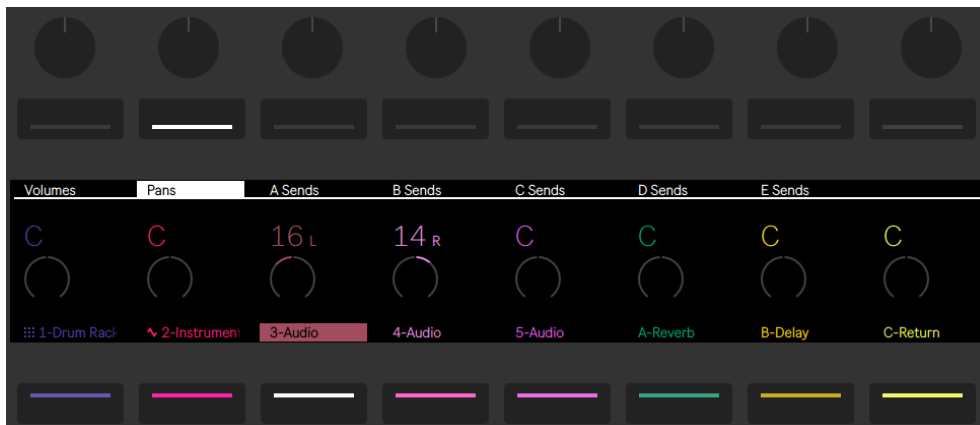 Volumes Pans A Sends B Sends C Sends D Sends E Sends
C C 16 L 14 R C C C C
1-Drum Rack 2-Instrument 3-Audio 4-Audio 5-Audio A-Reverb B-Delay C-Return